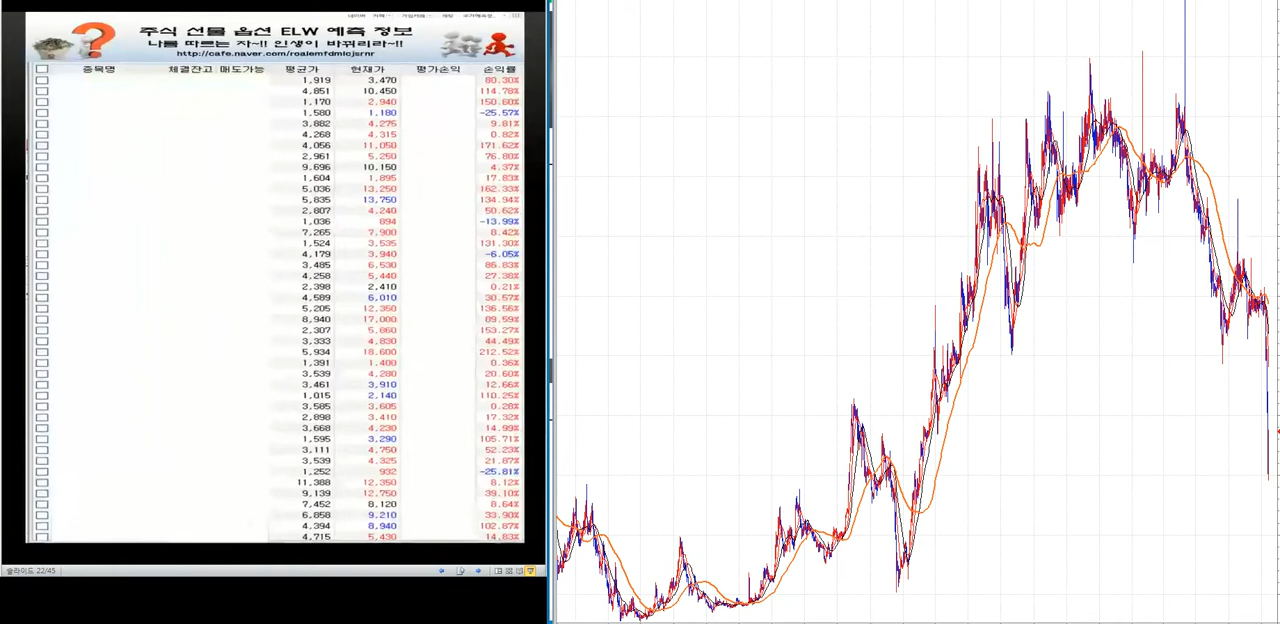 주식 선물 옵션 ELW 예측 정보
나를 따르는 자~!! 인생이 바뀌리라~!!
종목명 체결잔고 매도가능 평균가 현재가 평가손익 손익률
1,919 3,470 80.30%
4,851 10,450 114.78%
1,170 2,940 150.60%
1,580 1,180 -25.57%
3,882 4,275 9.81%
4,268 4,315 0.82%
4,056 11,050 171.62%
2,961 5,250 76.80%
9,696 10,150 4.37%
1,604 1,895 17.83%
5,036 13,250 162.33%
5,835 13,750 134.94%
2,807 4,240 50.62%
1,036 894 -13.99%
7,265 7,900 8.42%
1,524 3,535 131.30%
4,179 3,940 -6.05%
3,485 6,530 86.83%
4,258 5,440 27.38%
2,398 2,410 0.21%
4,589 6,010 30.57%
5,205 12,350 136.56%
8,940 17,000 89.59%
2,307 5,860 153.27%
3,333 4,830 44.49%
5,934 18,600 212.52%
1,391 1,400 0.36%
3,539 4,280 20.60%
3,461 3,910 12.66%
1,015 2,140 110.25%
3,585 3,605 0.28%
2,898 3,410 17.32%
3,668 4,230 14.99%
1,595 3,290 105.71%
3,111 4,750 52.23%
3,539 4,325 21.87%
1,252 932 -25.81%
11,388 12,350 8.12%
9,139 12,750 39.10%
7,452 8,120 8.64%
6,858 9,210 33.90%
4,394 8,940 102.87%
4,715 5,430 14.83%
슬라이드 22/45